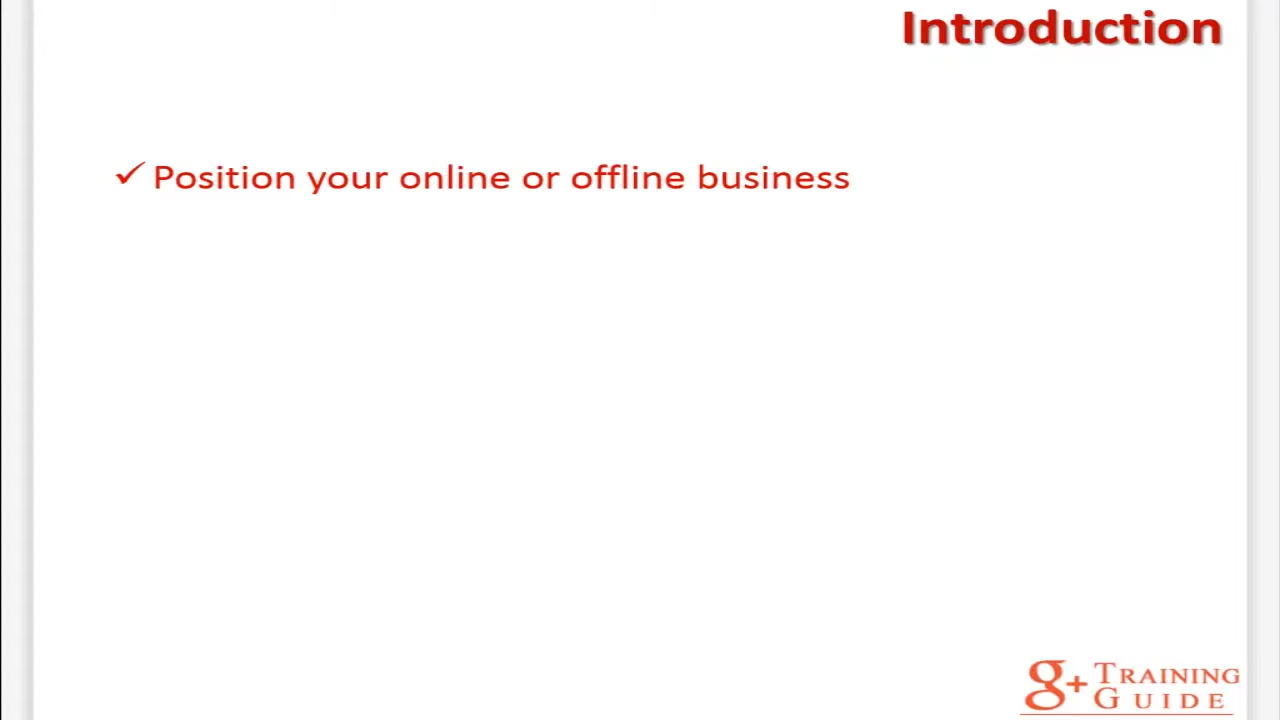 Introduction
✓ Position your online or offline business
g+ TRAINING
GUIDE